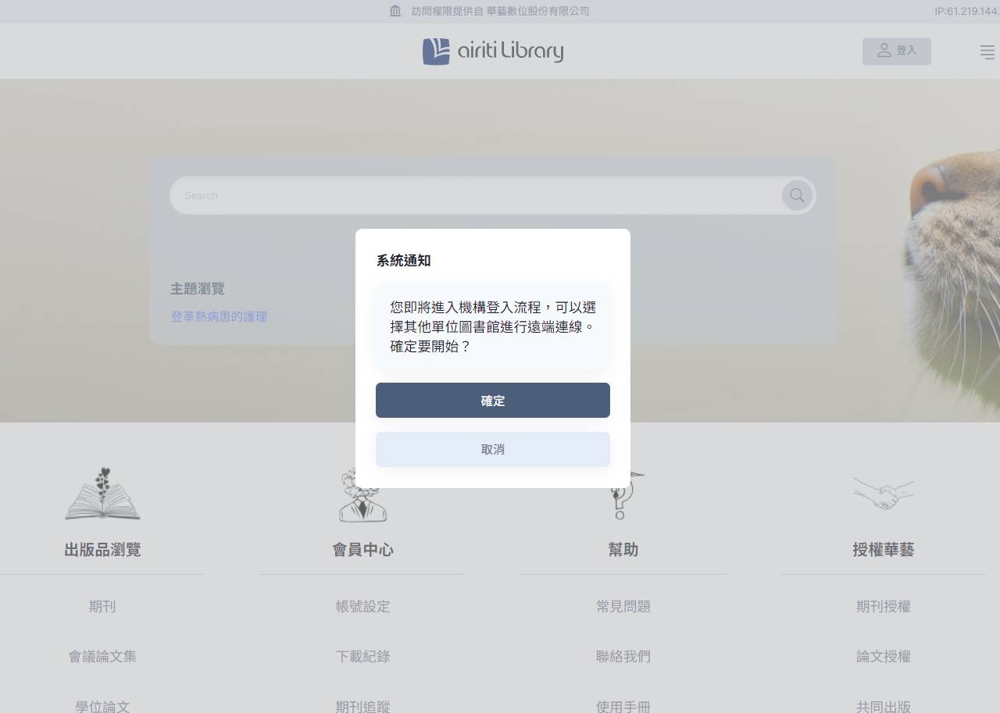 訪問權限提供自 華藝數位股份有限公司
IP:61.219.144.
airiti Library
登入
Search
主題瀏覽
登革熱病患的護理
系統通知
您即將進入機構登入流程，可以選
擇其他單位圖書館進行遠端連線。
確定要開始？
確定
取消
出版品瀏覽
會員中心
幫助
授權華藝
期刊
帳號設定
常見問題
期刊授權
會議論文集
下載紀錄
聯絡我們
論文授權
學位論文
期刊追蹤
使用手冊
共同出版